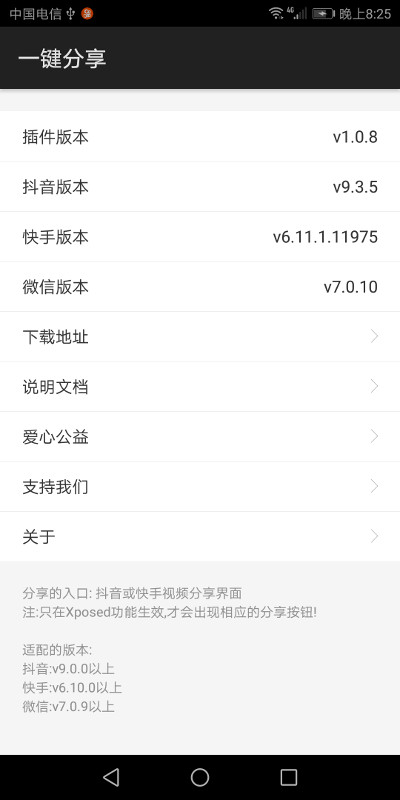 中国电信 4G 晚上8:25
一键分享
插件版本 v1.0.8
抖音版本 v9.3.5
快手版本 v6.11.1.11975
微信版本 v7.0.10
下载地址
说明文档
爱心公益
支持我们
关于
分享的入口: 抖音或快手视频分享界面
注:只在Xposed功能生效,才会出现相应的分享按钮!
适配的版本:
抖音:v9.0.0以上
快手:v6.10.0以上
微信:v7.0.9以上